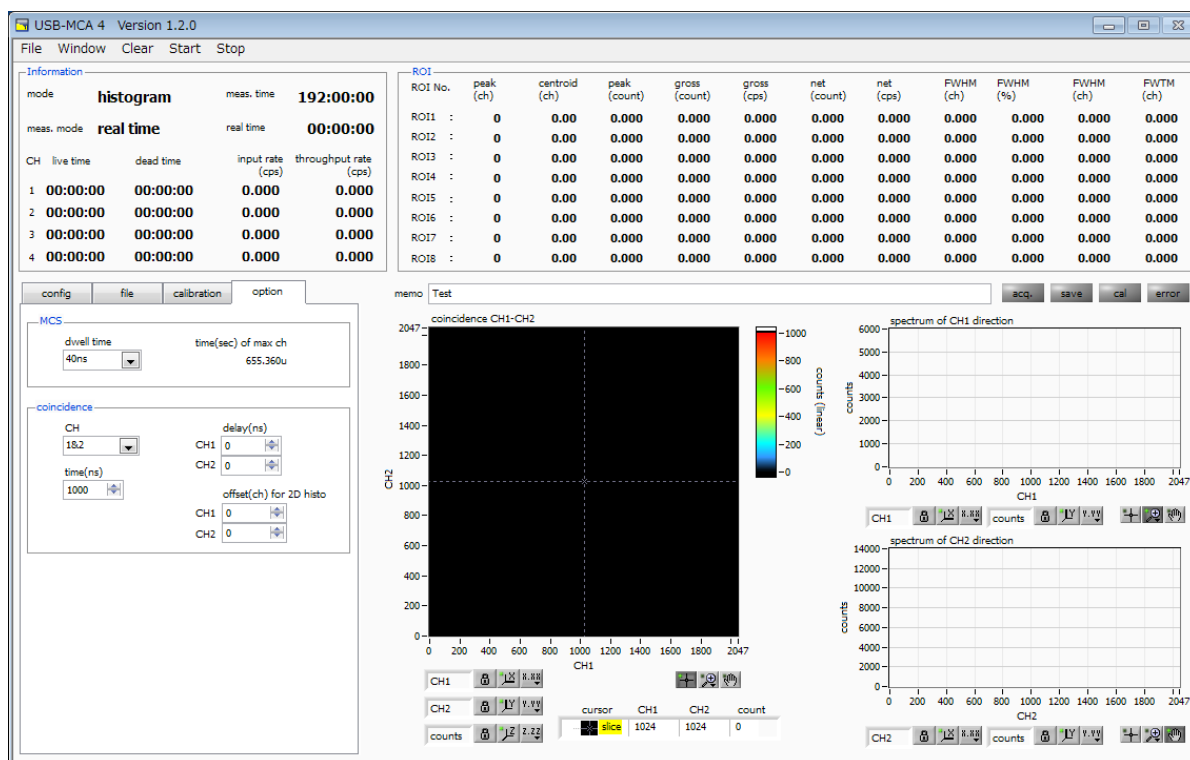 USB-MCA 4 Version 1.2.0
File Window Clear Start Stop
Information
mode histogram meas. time 192:00:00
meas. mode real time real time 00:00:00
CH live time dead time input rate (cps) throughput rate (cps)
1 00:00:00 00:00:00 0.000 0.000
2 00:00:00 00:00:00 0.000 0.000
3 00:00:00 00:00:00 0.000 0.000
4 00:00:00 00:00:00 0.000 0.000
ROI
ROI No. peak (ch) centroid (ch) peak (count) gross (count) gross (cps) net (count) net (cps) FWHM (ch) FWHM (%) FWHM (ch) FWTM (ch)
ROI1 : 0 0.00 0.000 0.000 0.000 0.000 0.000 0.000 0.000 0.000 0.000
ROI2 : 0 0.00 0.000 0.000 0.000 0.000 0.000 0.000 0.000 0.000 0.000
ROI3 : 0 0.00 0.000 0.000 0.000 0.000 0.000 0.000 0.000 0.000 0.000
ROI4 : 0 0.00 0.000 0.000 0.000 0.000 0.000 0.000 0.000 0.000 0.000
ROI5 : 0 0.00 0.000 0.000 0.000 0.000 0.000 0.000 0.000 0.000 0.000
ROI6 : 0 0.00 0.000 0.000 0.000 0.000 0.000 0.000 0.000 0.000 0.000
ROI7 : 0 0.00 0.000 0.000 0.000 0.000 0.000 0.000 0.000 0.000 0.000
ROI8 : 0 0.00 0.000 0.000 0.000 0.000 0.000 0.000 0.000 0.000 0.000
config file calibration option
MCS
dwell time time(sec) of max ch
40ns 655.360u
coincidence
CH delay(ns)
1&2 CH1 0
CH2 0
time(ns)
1000
offset(ch) for 2D histo
CH1 0
CH2 0
memo Test acq. save cal error
coincidence CH1-CH2
2047
1800
1600
1400
1200
1000
800
600
400
200
0
CH2
0 200 400 600 800 1000 1200 1400 1600 1800 2047
CH1
1000
800
600
400
200
0
counts (linear)
CH1 X.XX
CH2 Y.YY
counts Z.ZZ
cursor CH1 CH2 count
slice 1024 1024 0
spectrum of CH1 direction
6000
5000
4000
3000
2000
1000
0
counts
0 200 400 600 800 1000 1200 1400 1600 1800 2047
CH1
CH1 X.XX counts Y.YY
spectrum of CH2 direction
14000
12000
10000
8000
6000
4000
2000
0
counts
0 200 400 600 800 1000 1200 1400 1600 1800 2047
CH2
CH2 X.XX counts Y.YY